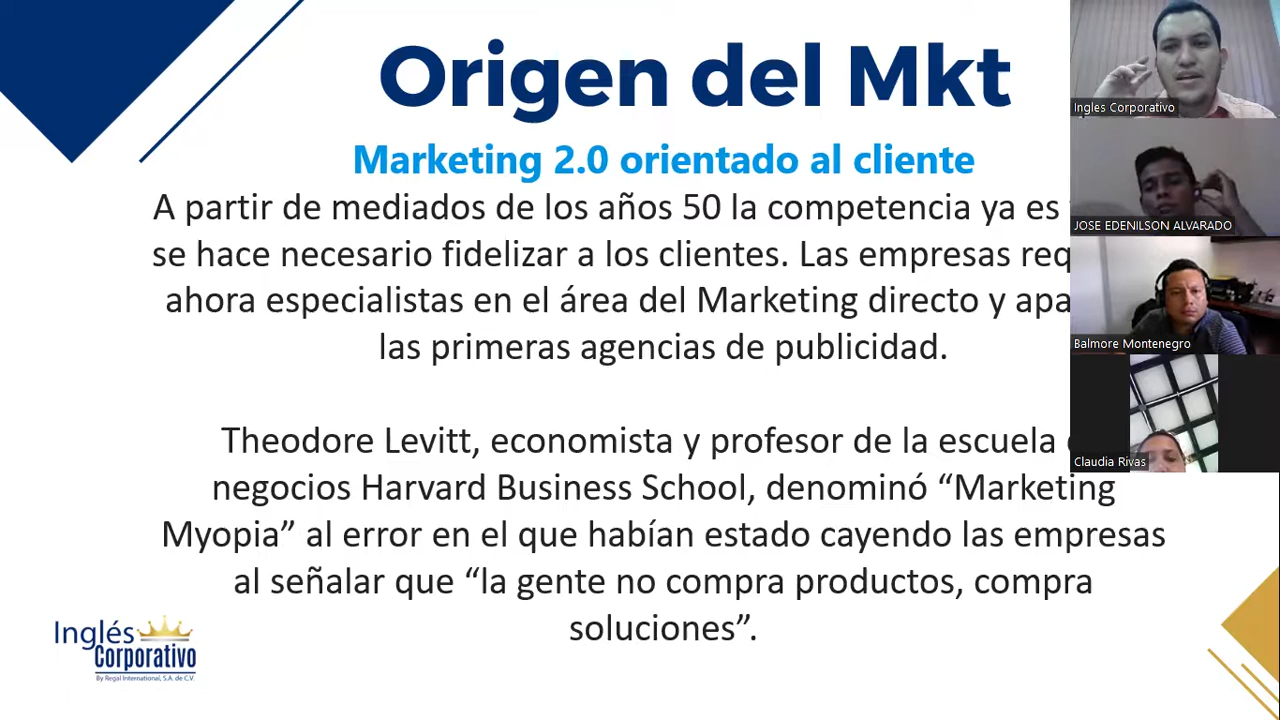 Origen del Mkt
Marketing 2.0 orientado al cliente
A partir de mediados de los años 50 la competencia ya es
se hace necesario fidelizar a los clientes. Las empresas req
ahora especialistas en el área del Marketing directo y apa
las primeras agencias de publicidad.
Theodore Levitt, economista y profesor de la escuela
negocios Harvard Business School, denominó “Marketing
Myopia” al error en el que habían estado cayendo las empresas
al señalar que “la gente no compra productos, compra
soluciones”.
Inglés
Corporativo
By Regal International, S.A. de C.V.
Ingles Corporativo
JOSE EDENILSON ALVARADO
Balmore Montenegro
Claudia Rivas